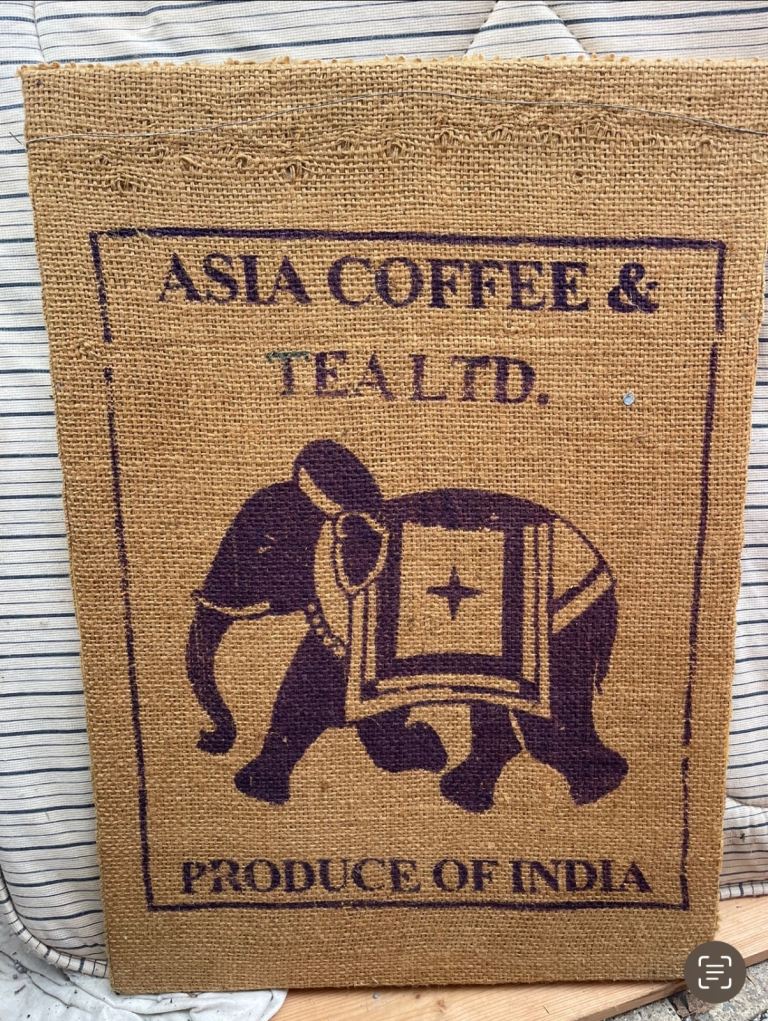 ASIA COFFEE &
TEA LTD.
PRODUCE OF INDIA